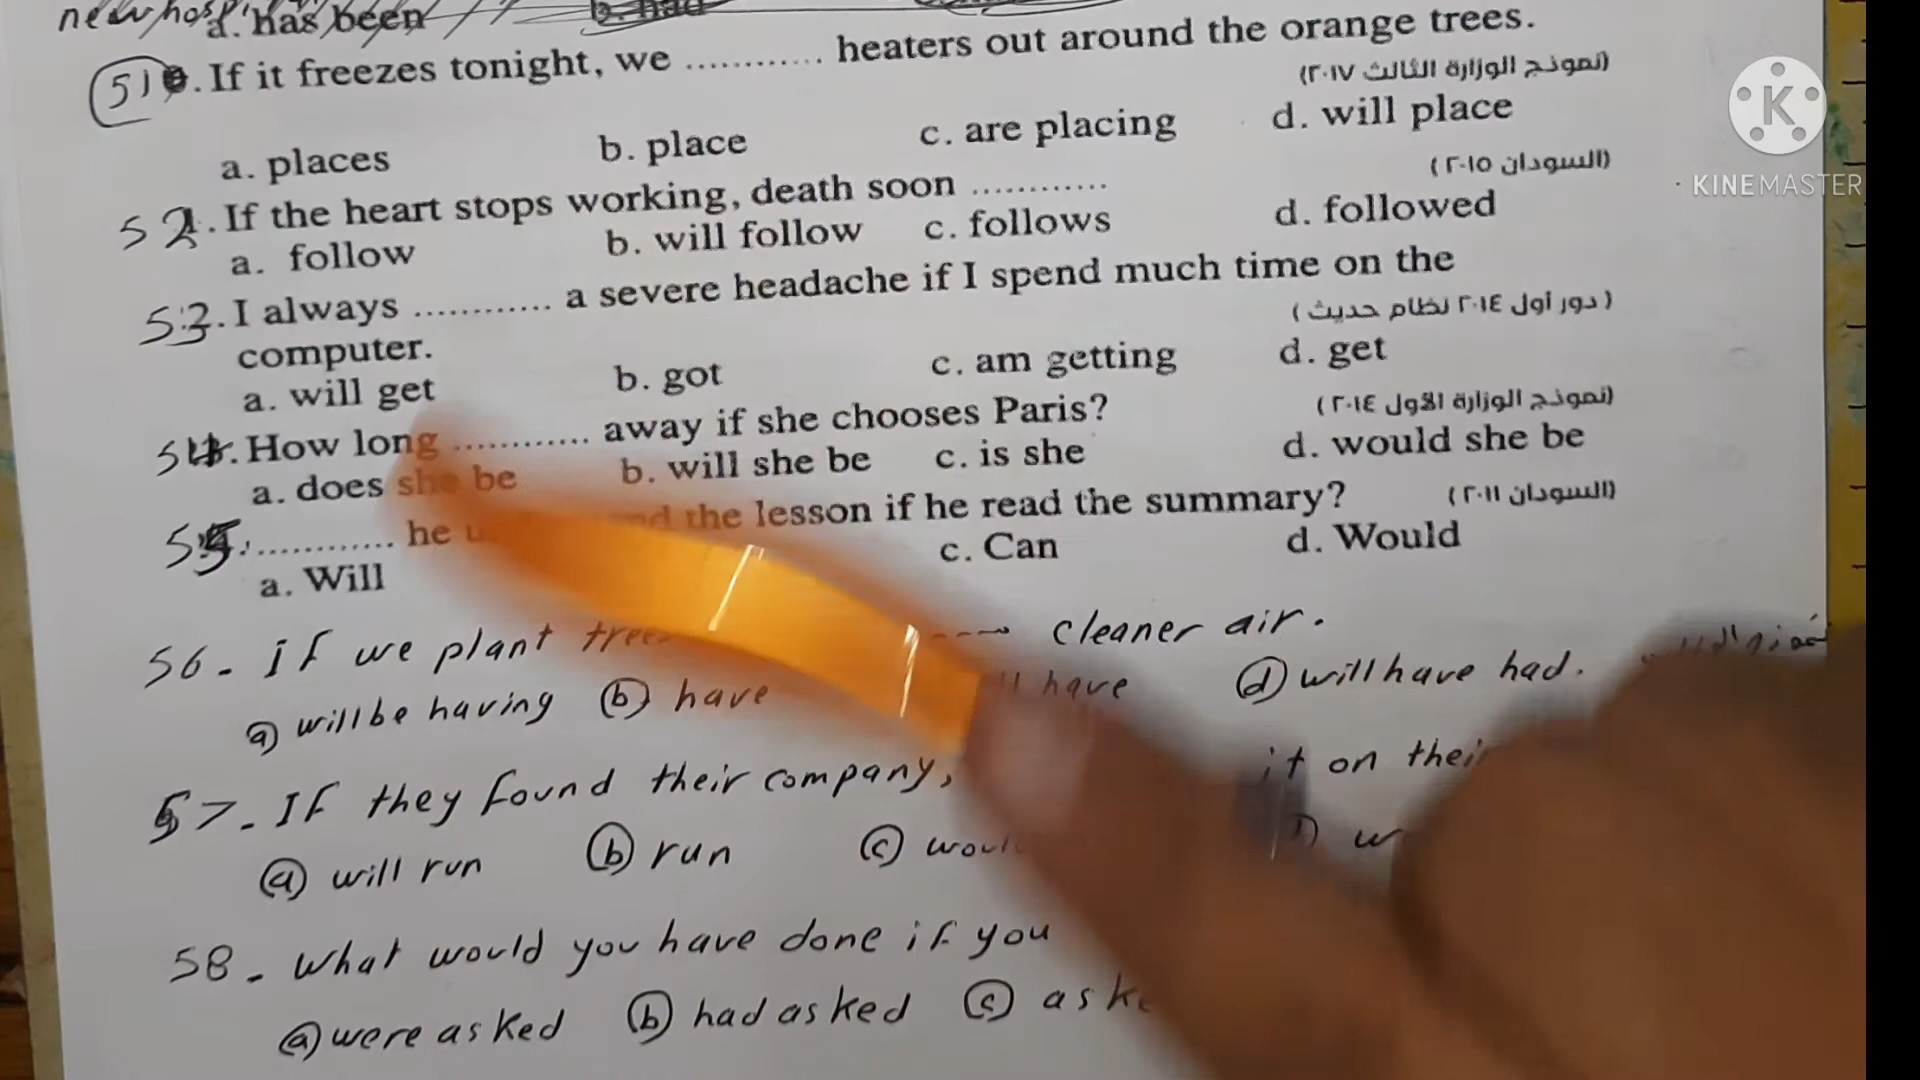 new
a. has been
b. had
51. If it freezes tonight, we ............ heaters out around the orange trees.
(نموذج الوزارة الثالث ٢٠١٧)
a. places b. place c. are placing d. will place
(السودان ٢٠١٥)
52. If the heart stops working, death soon ............
a. follow b. will follow c. follows d. followed
53. I always ............ a severe headache if I spend much time on the
computer.
(دور أول ٢٠١٤ نظام حديث)
a. will get b. got c. am getting d. get
54. How long ............ away if she chooses Paris?
(نموذج الوزارة الأول ٢٠١٤)
a. does she be b. will she be c. is she d. would she be
55. ............ he the lesson if he read the summary?
(السودان ٢٠١١)
a. Will c. Can d. Would
56 - if we plant ---- cleaner air.
a) will be having b) have have d) will have had.
57 - If they found their company, it on
a) will run b) run c)
58 - What would you have done if you
a) were asked b) had asked c)
K
KINEMASTER